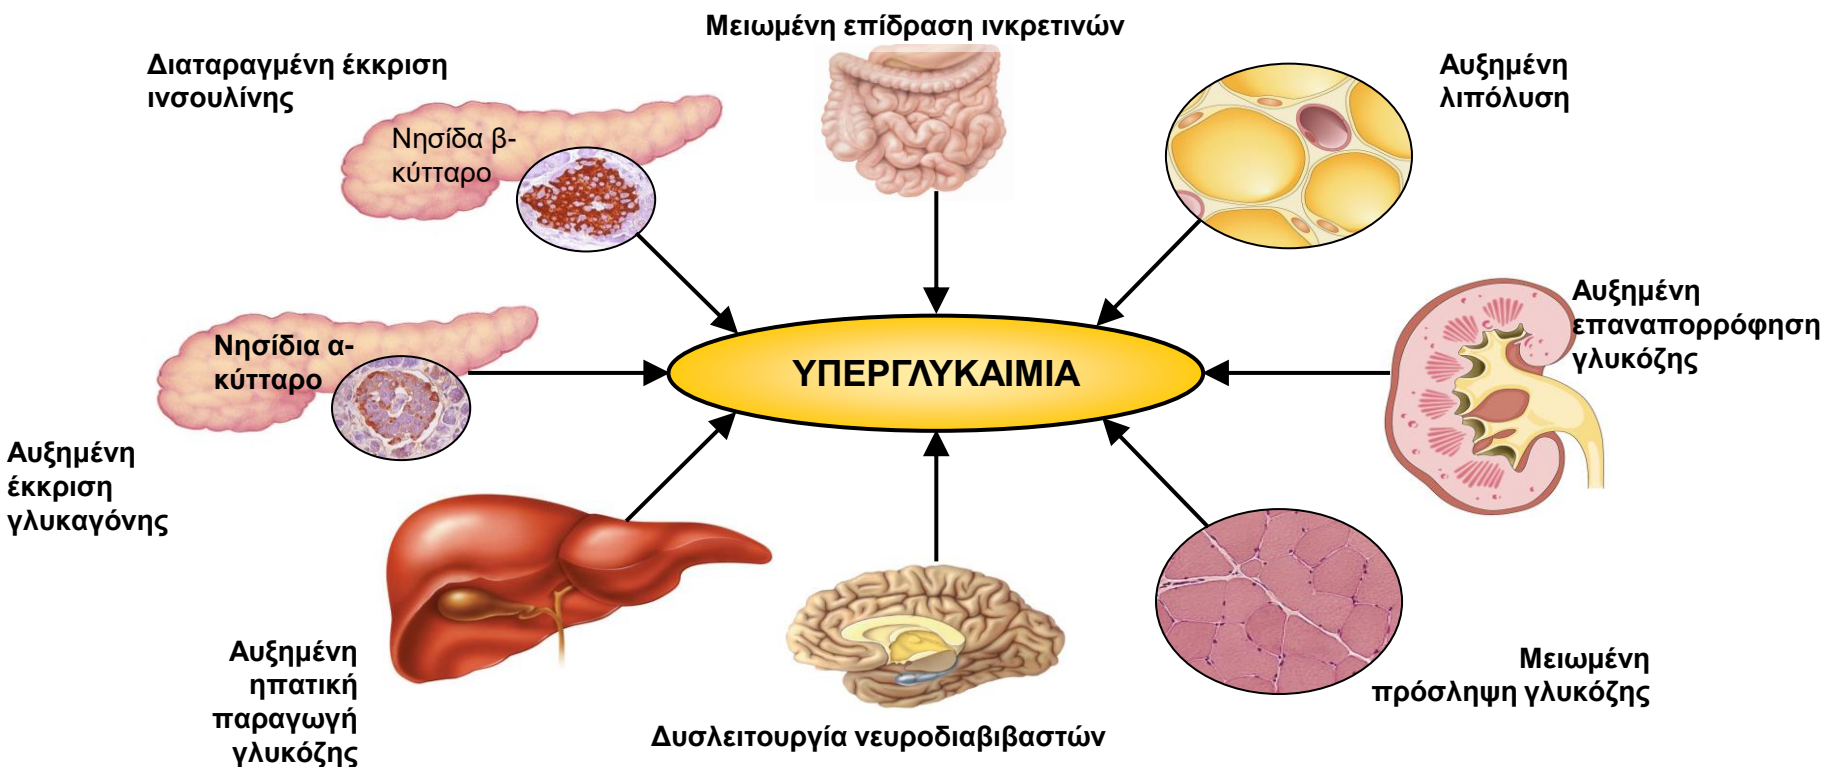 Μειωμένη επίδραση ινκρετινών
Διαταραγμένη έκκριση
ινσουλίνης
Νησίδα β-
κύτταρο
Αυξημένη
λιπόλυση
Αυξημένη
επαναπορρόφηση
γλυκόζης
Νησίδια α-
κύτταρο
ΥΠΕΡΓΛΥΚΑΙΜΙΑ
Αυξημένη
έκκριση
γλυκαγόνης
Αυξημένη
ηπατική
παραγωγή
γλυκόζης
Δυσλειτουργία νευροδιαβιβαστών
Μειωμένη
πρόσληψη γλυκόζης